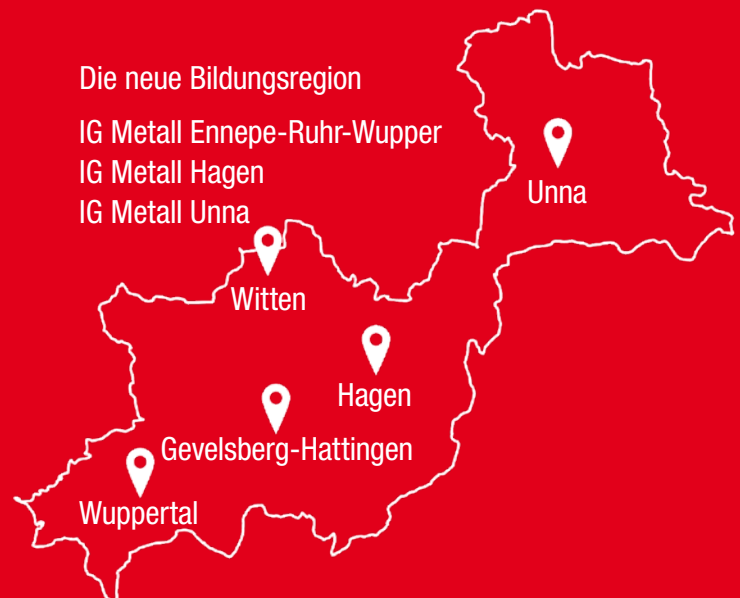 Die neue Bildungsregion
IG Metall Ennepe-Ruhr-Wupper
IG Metall Hagen
IG Metall Unna
Unna
Witten
Hagen
Gevelsberg-Hattingen
Wuppertal